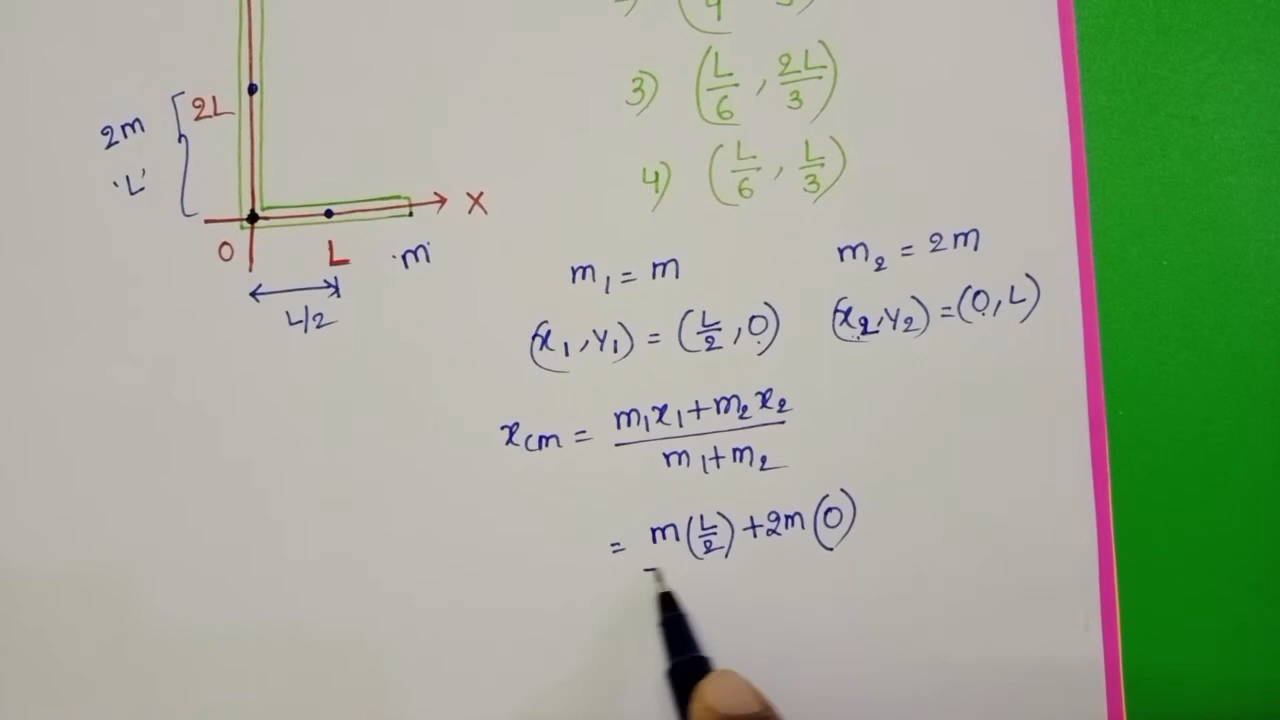 3) (L/6, 2L/3)
4) (L/6, L/3)
2m
'L'
2L
X
O
L
'm'
L/2
m₁ = m
m₂ = 2m
(x₁, y₁) = (L/2, 0)
(x₂, y₂) = (0, L)
xcm = m₁x₁+m₂x₂ / m₁+m₂
= m(L/2) + 2m(0)